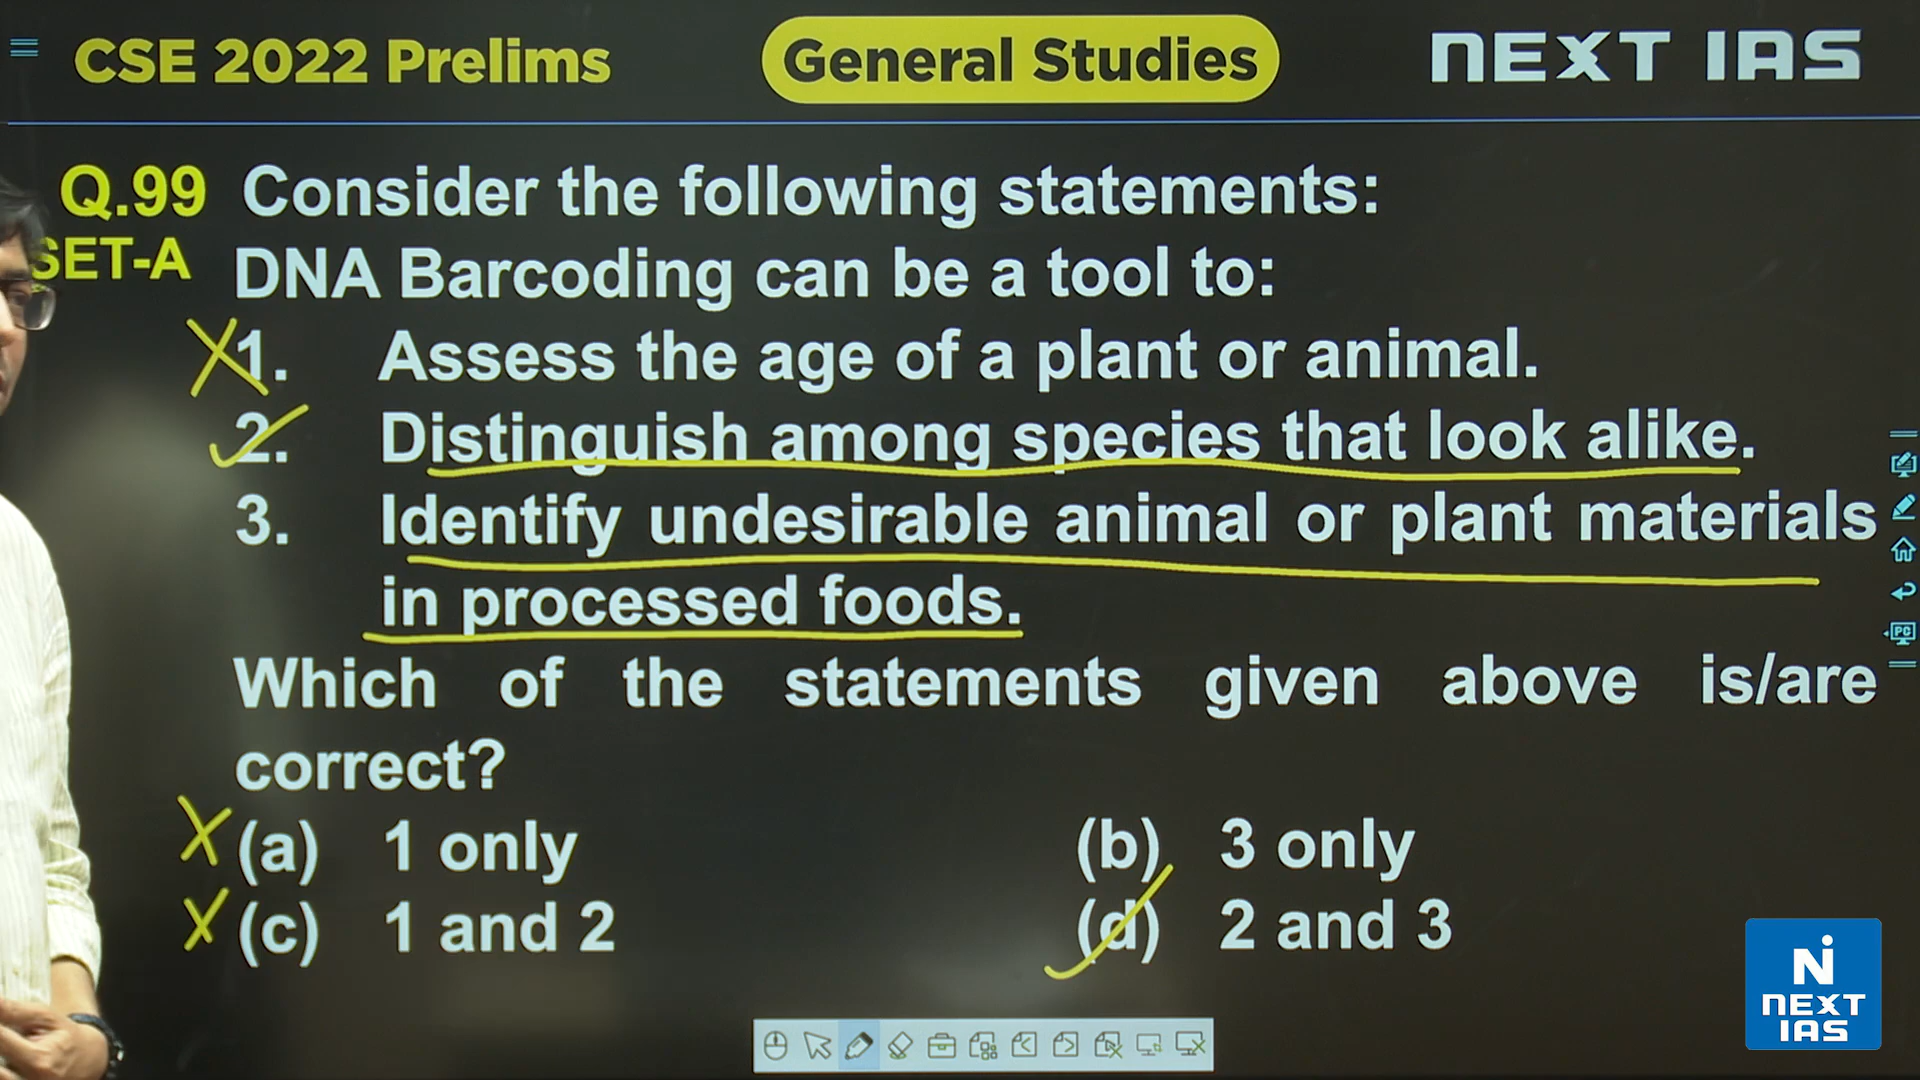 CSE 2022 Prelims General Studies NEXT IAS
Q.99 Consider the following statements:
SET-A DNA Barcoding can be a tool to:
1. Assess the age of a plant or animal.
2. Distinguish among species that look alike.
3. Identify undesirable animal or plant materials
in processed foods.
Which of the statements given above is/are
correct?
(a) 1 only (b) 3 only
(c) 1 and 2 (d) 2 and 3
PC
N
NEXT
IAS